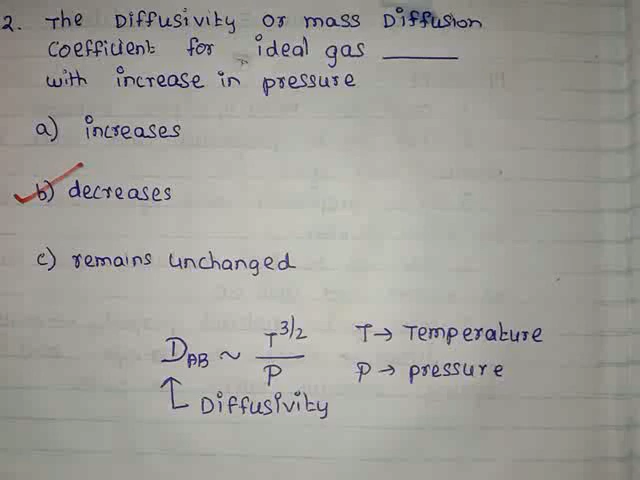 2. The Diffusivity or mass Diffusion
coefficient for ideal gas ______
with increase in pressure
a) increases
b) decreases
c) remains unchanged
D_AB ~ T^3/2 / P
T → Temperature
P → pressure
Diffusivity